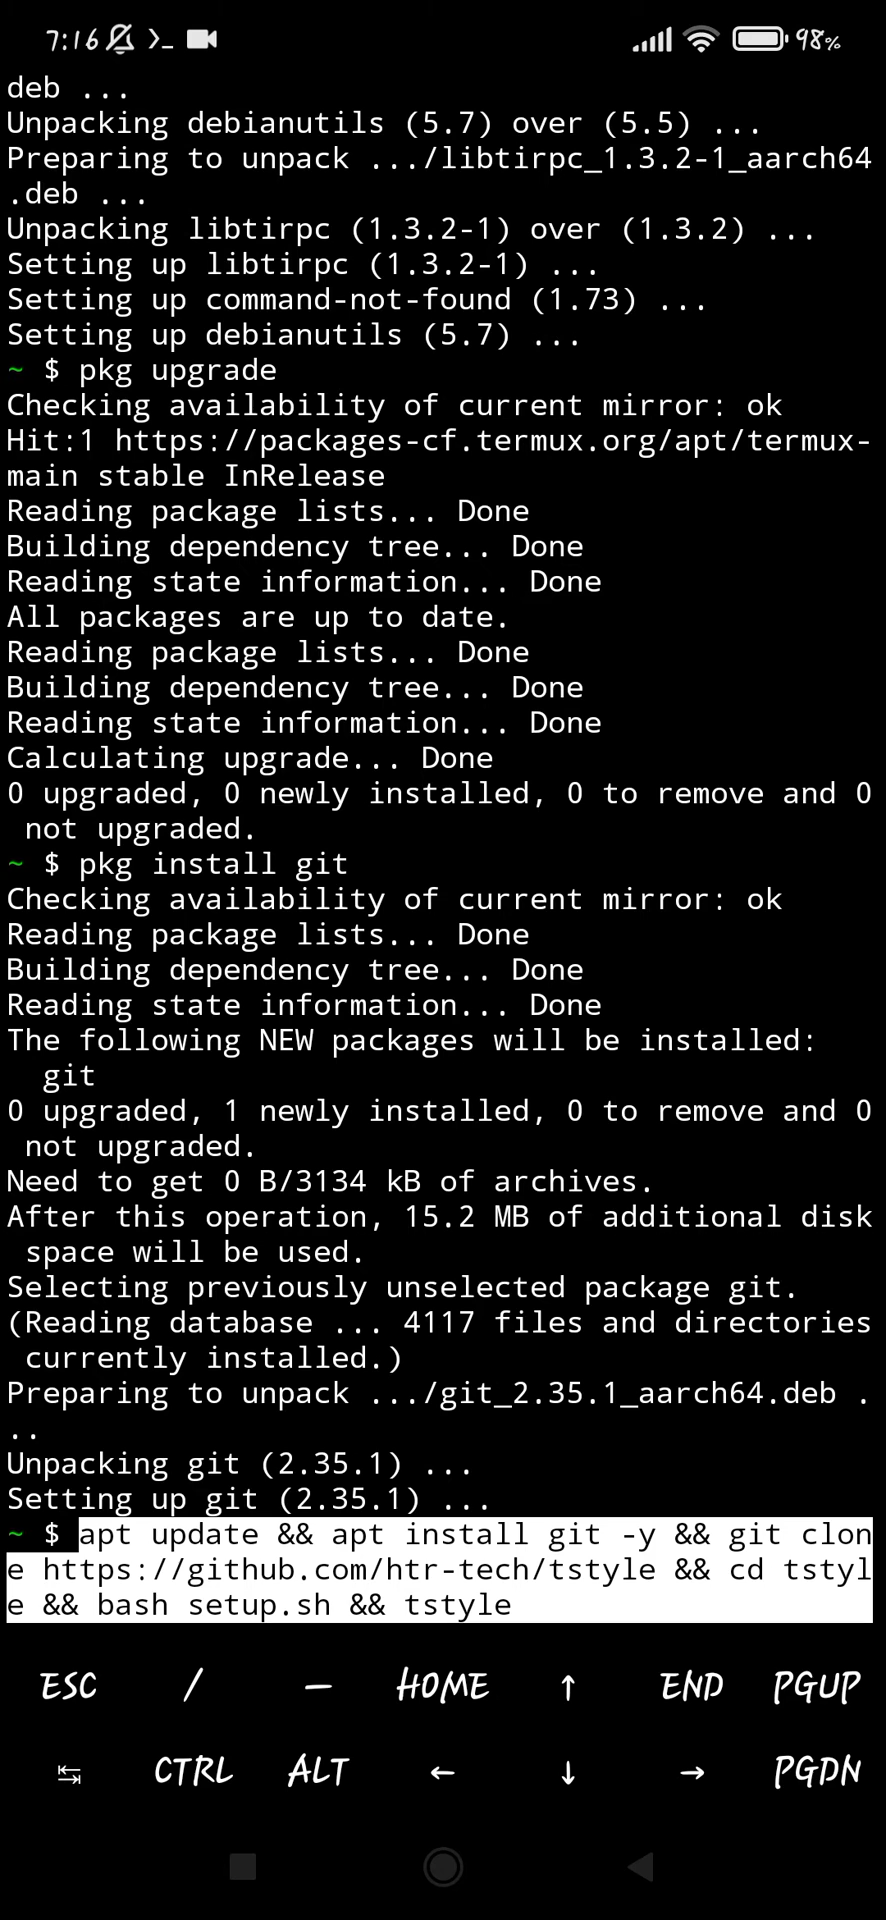 7:16 98%
deb ...
Unpacking debianutils (5.7) over (5.5) ...
Preparing to unpack .../libtirpc_1.3.2-1_aarch64
.deb ...
Unpacking libtirpc (1.3.2-1) over (1.3.2) ...
Setting up libtirpc (1.3.2-1) ...
Setting up command-not-found (1.73) ...
Setting up debianutils (5.7) ...
~ $ pkg upgrade
Checking availability of current mirror: ok
Hit:1 https://packages-cf.termux.org/apt/termux-
main stable InRelease
Reading package lists... Done
Building dependency tree... Done
Reading state information... Done
All packages are up to date.
Reading package lists... Done
Building dependency tree... Done
Reading state information... Done
Calculating upgrade... Done
0 upgraded, 0 newly installed, 0 to remove and 0
 not upgraded.
~ $ pkg install git
Checking availability of current mirror: ok
Reading package lists... Done
Building dependency tree... Done
Reading state information... Done
The following NEW packages will be installed:
  git
0 upgraded, 1 newly installed, 0 to remove and 0
 not upgraded.
Need to get 0 B/3134 kB of archives.
After this operation, 15.2 MB of additional disk
 space will be used.
Selecting previously unselected package git.
(Reading database ... 4117 files and directories
 currently installed.)
Preparing to unpack .../git_2.35.1_aarch64.deb .
..
Unpacking git (2.35.1) ...
Setting up git (2.35.1) ...
~ $ apt update && apt install git -y && git clon
e https://github.com/htr-tech/tstyle && cd tstyl
e && bash setup.sh && tstyle
ESC / — HOME ↑ END PGUP
↹ CTRL ALT ← ↓ → PGDN